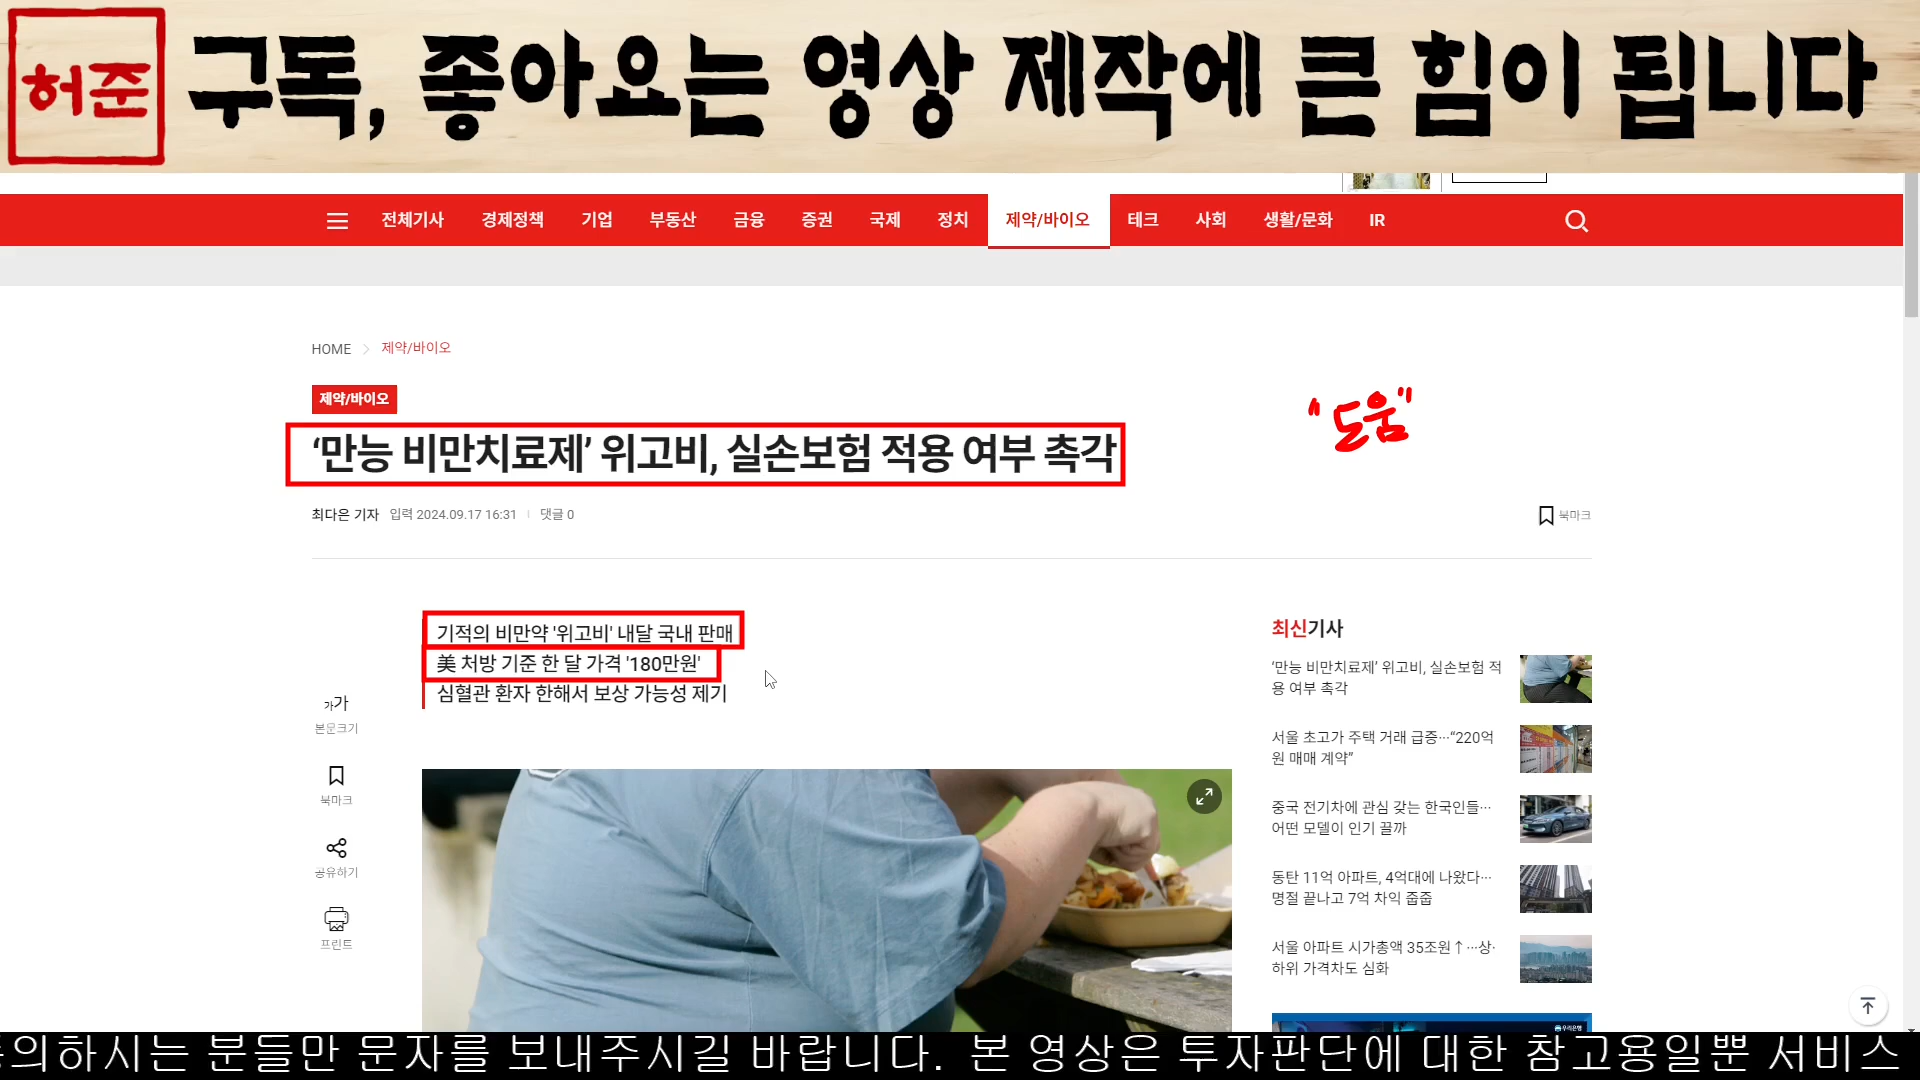 허준
구독, 좋아요는 영상 제작에 큰 힘이 됩니다
전체기사 경제정책 기업 부동산 금융 증권 국제 정치 제약/바이오 테크 사회 생활/문화 IR
HOME 제약/바이오
제약/바이오
"도움"
‘만능 비만치료제’ 위고비, 실손보험 적용 여부 촉각
최다은 기자 입력 2024.09.17 16:31 댓글 0
북마크
기적의 비만약 '위고비' 내달 국내 판매
美 처방 기준 한 달 가격 '180만원'
심혈관 환자 한해서 보상 가능성 제기
가가
본문크기
북마크
공유하기
프린트
최신기사
‘만능 비만치료제’ 위고비, 실손보험 적
용 여부 촉각
서울 초고가 주택 거래 급증…“220억
원 매매 계약”
중국 전기차에 관심 갖는 한국인들…
어떤 모델이 인기 끌까
동탄 11억 아파트, 4억대에 나왔다…
명절 끝나고 7억 차익 줍줍
서울 아파트 시가총액 35조원↑…상·
하위 가격차도 심화
우리은행
동의하시는 분들만 문자를 보내주시길 바랍니다. 본 영상은 투자판단에 대한 참고용일뿐 서비스